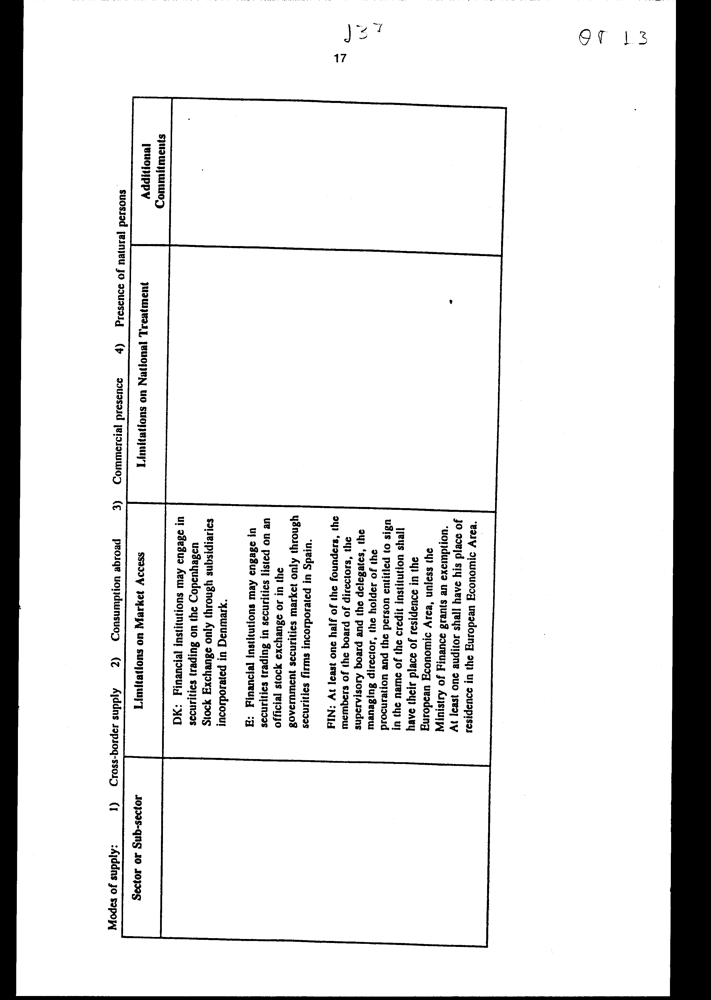 J37
17
Modes of supply: 1) Cross-border supply 2) Consumption abroad 3) Commercial presence 4) Presence of natural persons
Sector or Sub-sector
Limitations on Market Access
Limitations on National Treatment
Additional
Commitments
DK: Financial institutions may engage in
securities trading on the Copenhagen
Stock Exchange only through subsidiaries
incorporated in Denmark.
E: Financial institutions may engage in
securities trading in securities listed on an
official stock exchange or in the
government securities market only through
securities firms incorporated in Spain.
FIN: At least one half of the founders, the
members of the board of directors, the
supervisory board and the delegates, the
managing director, the holder of the
procuration and the person entitled to sign
in the name of the credit institution shall
have their place of residence in the
European Economic Area, unless the
Ministry of Finance grants an exemption.
At least one auditor shall have his place of
residence in the European Economic Area.